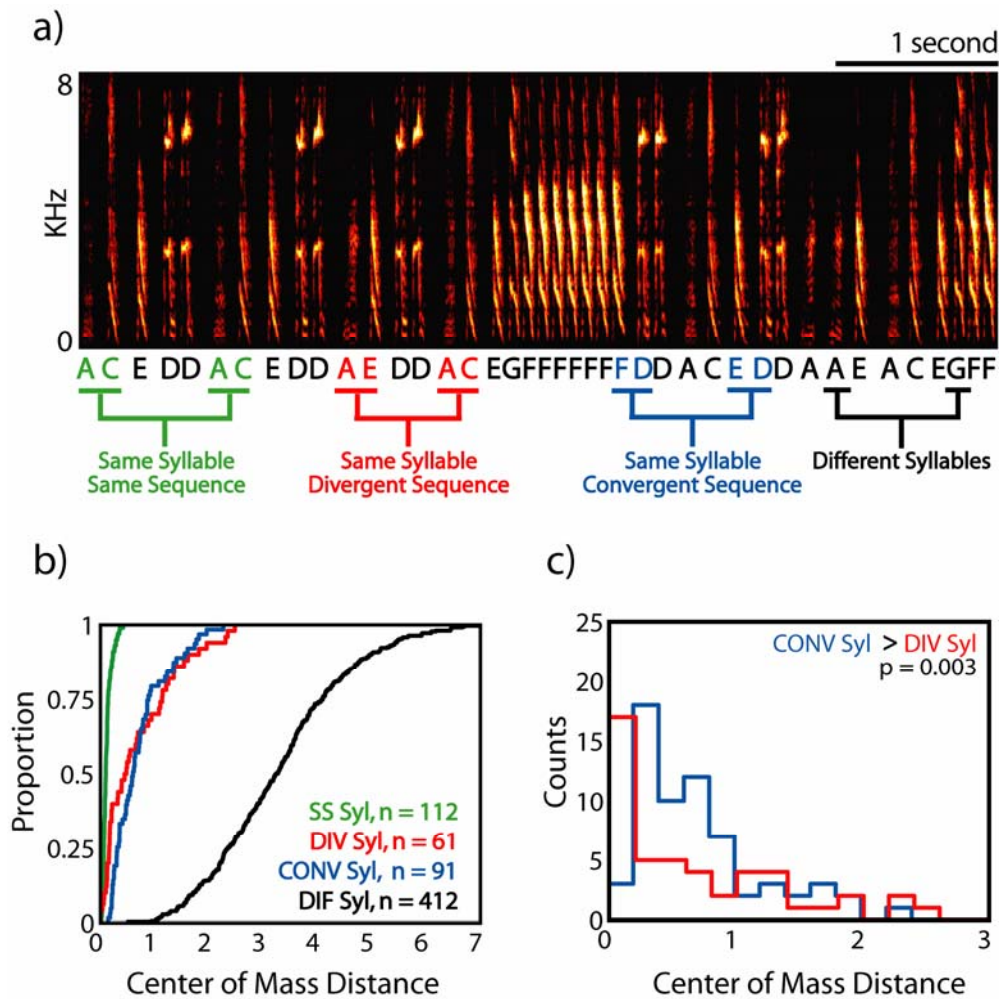 a)
1 second
8
KHz
0
A C E DD A C E DD A E DD A C EGFFFFFFF DD A C E DD A A E A C EGFF
Same Syllable
Same Sequence
Same Syllable
Divergent Sequence
Same Syllable
Convergent Sequence
Different Syllables
b)
1
0.75
0.5
0.25
0
Proportion
SS Syl, n = 112
DIV Syl, n = 61
CONV Syl, n = 91
DIF Syl, n = 412
0 1 2 3 4 5 6 7
Center of Mass Distance
c)
25
20
15
10
5
0
Counts
CONV Syl > DIV Syl
p = 0.003
0 1 2 3
Center of Mass Distance